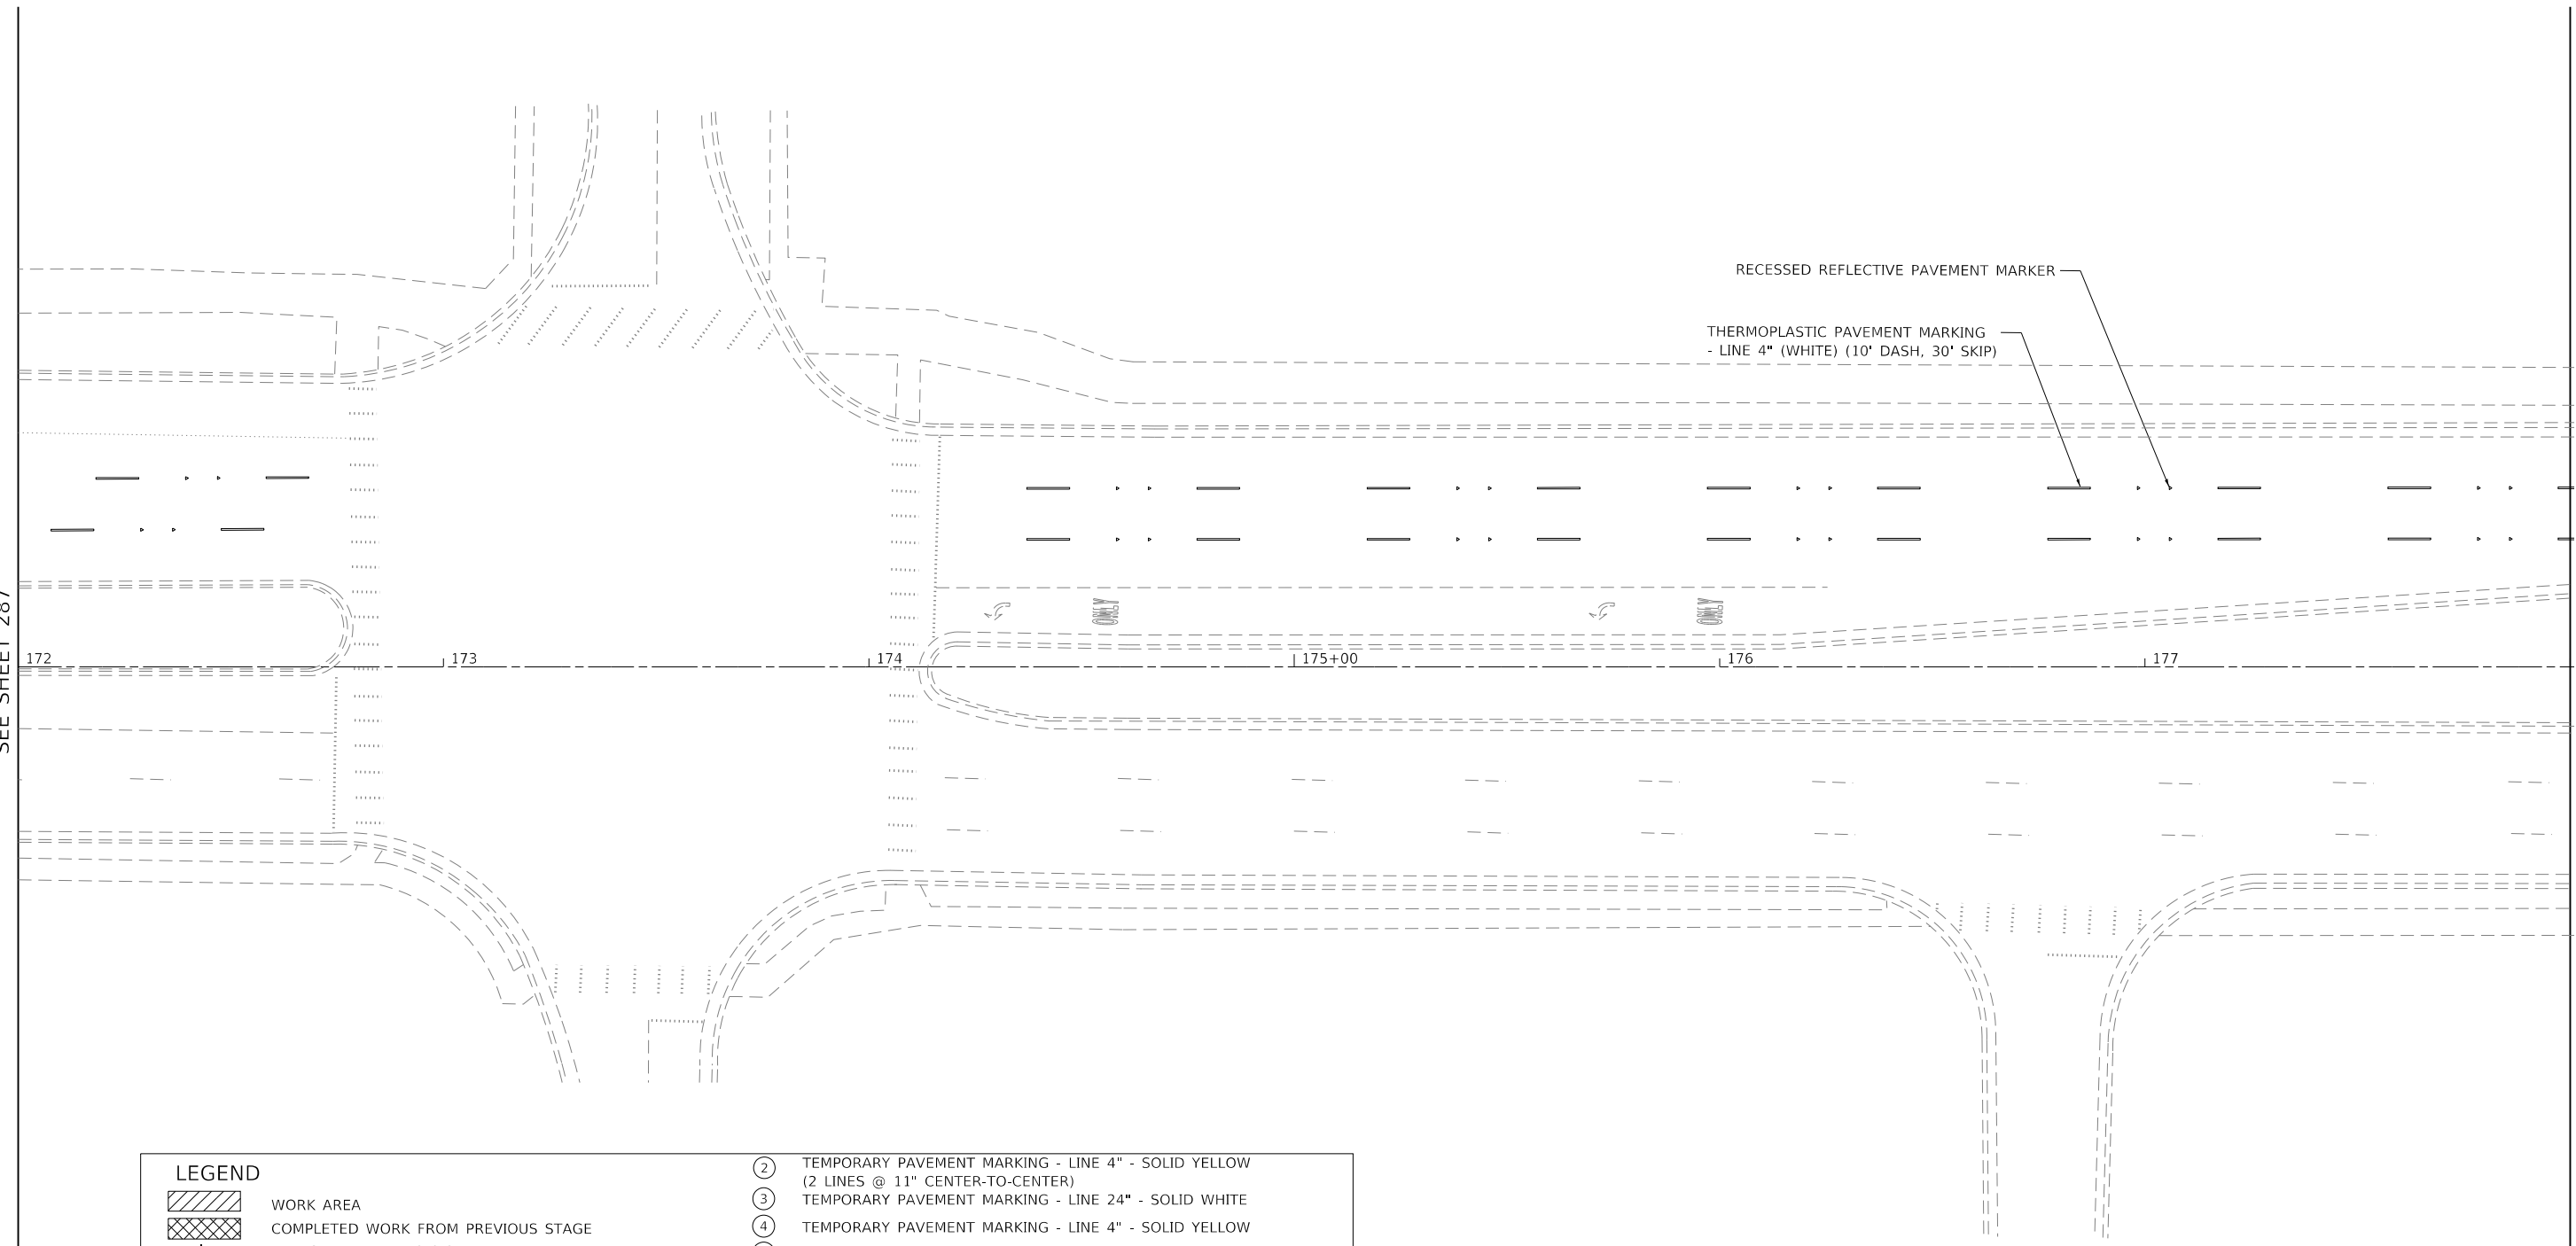 RECESSED REFLECTIVE PAVEMENT MARKER
THERMOPLASTIC PAVEMENT MARKING
- LINE 4" (WHITE) (10' DASH, 30' SKIP)
SEE SHEET 287
ONLY
ONLY
172
173
174
175+00
176
177
LEGEND
WORK AREA
COMPLETED WORK FROM PREVIOUS STAGE
2
TEMPORARY PAVEMENT MARKING - LINE 4" - SOLID YELLOW
(2 LINES @ 11" CENTER-TO-CENTER)
3
TEMPORARY PAVEMENT MARKING - LINE 24" - SOLID WHITE
4
TEMPORARY PAVEMENT MARKING - LINE 4" - SOLID YELLOW